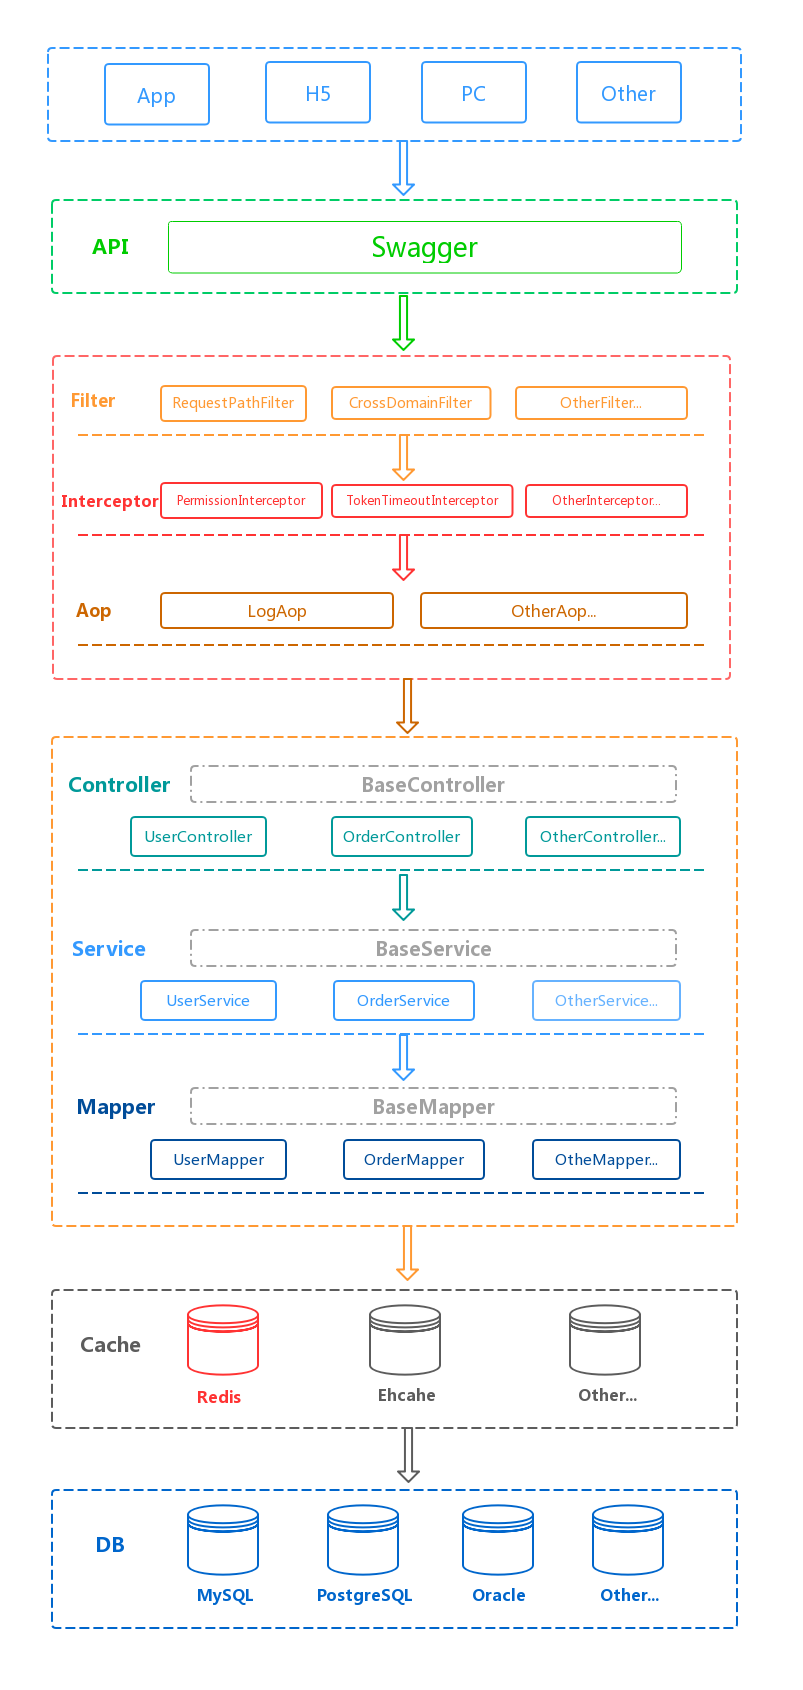 App
H5
PC
Other
API
Swagger
Filter
RequestPathFilter
CrossDomainFilter
OtherFilter...
Interceptor
PermissionInterceptor
TokenTimeoutInterceptor
OtherInterceptor...
Aop
LogAop
OtherAop...
Controller
BaseController
UserController
OrderController
OtherController...
Service
BaseService
UserService
OrderService
OtherService...
Mapper
BaseMapper
UserMapper
OrderMapper
OtheMapper...
Cache
Redis
Ehcahe
Other...
DB
MySQL
PostgreSQL
Oracle
Other...